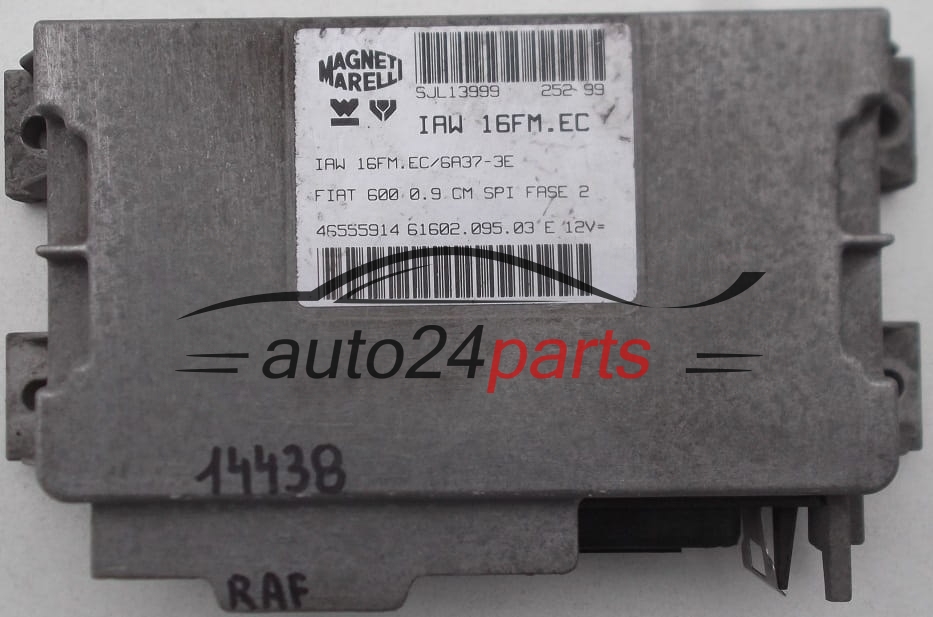 MAGNETI
MARELLI
SJL13999 252 99
IAW 16FM.EC
IAW 16FM.EC/6A37-3E
FIAT 600 0.9 CM SPI FASE 2
46555914 61602.095.03 E 12V=
auto24parts
14438
RAF